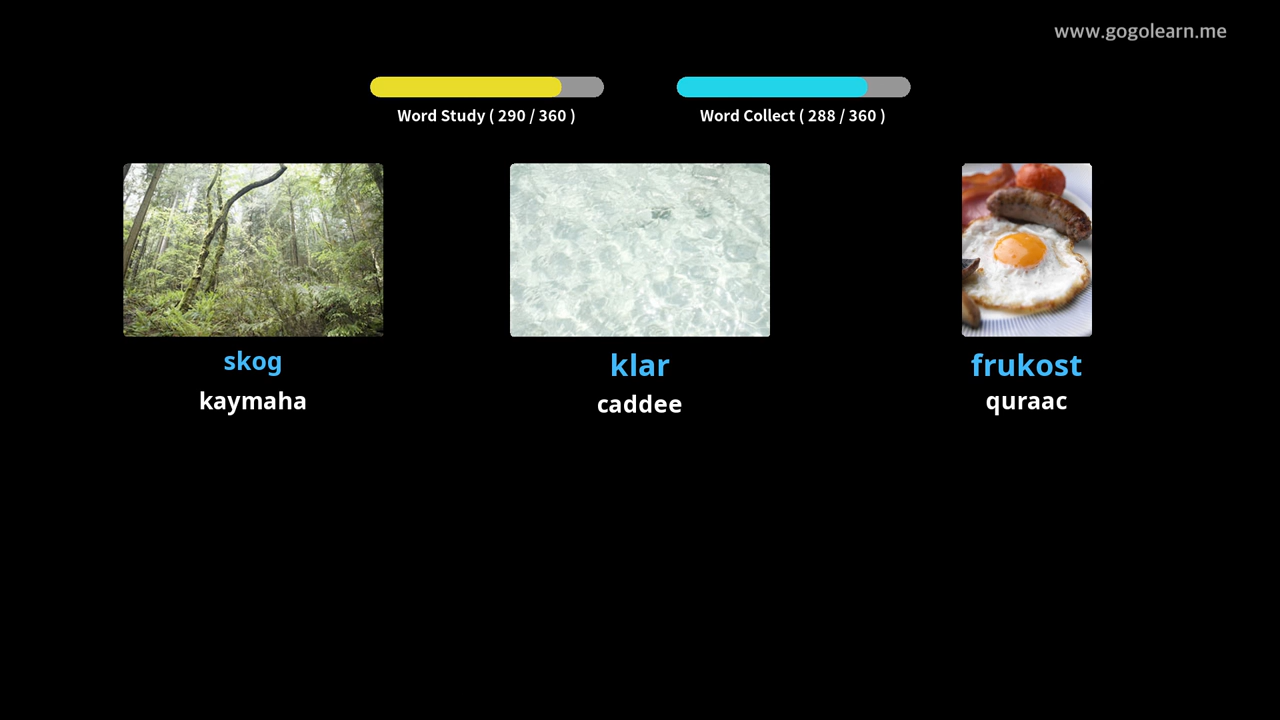 www.gogolearn.me
Word Study ( 290 / 360 )
Word Collect ( 288 / 360 )
skog
kaymaha
klar
caddee
frukost
quraac